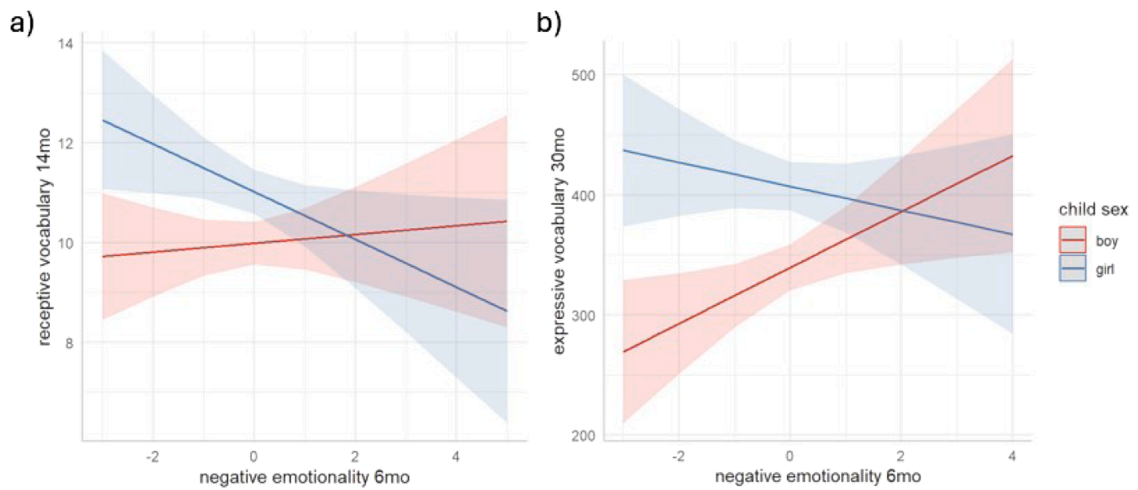 a)
14
12
10
8
receptive vocabulary 14mo
-2
0
2
4
negative emotionality 6mo
b)
500
400
300
200
expressive vocabulary 30mo
-2
0
2
4
negative emotionality 6mo
child sex
boy
girl